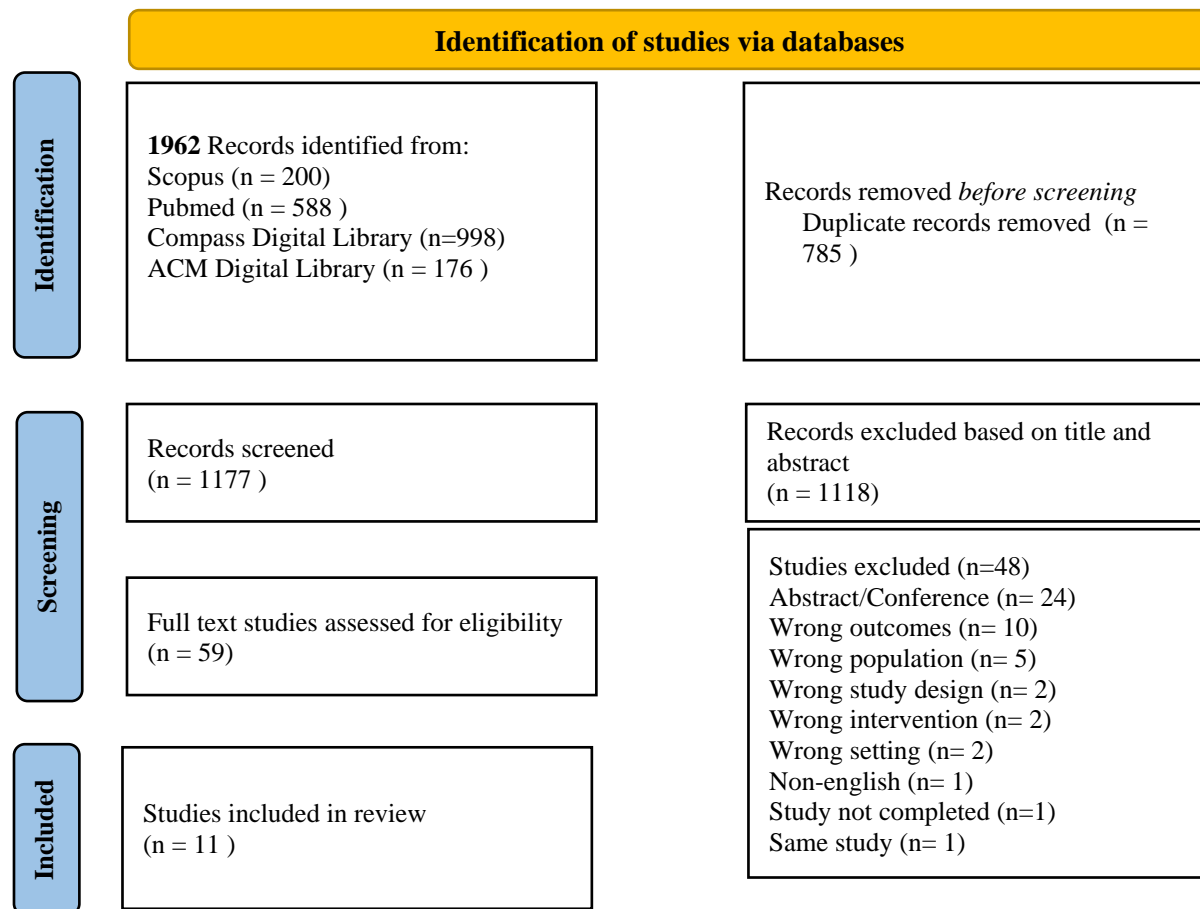 Identification of studies via databases
Identification
1962 Records identified from:
Scopus (n = 200)
Pubmed (n = 588 )
Compass Digital Library (n=998)
ACM Digital Library (n = 176 )
Records removed before screening
Duplicate records removed (n =
785 )
Screening
Records screened
(n = 1177 )
Records excluded based on title and
abstract
(n = 1118)
Full text studies assessed for eligibility
(n = 59)
Studies excluded (n=48)
Abstract/Conference (n= 24)
Wrong outcomes (n= 10)
Wrong population (n= 5)
Wrong study design (n= 2)
Wrong intervention (n= 2)
Wrong setting (n= 2)
Non-english (n= 1)
Study not completed (n=1)
Same study (n= 1)
Included
Studies included in review
(n = 11 )